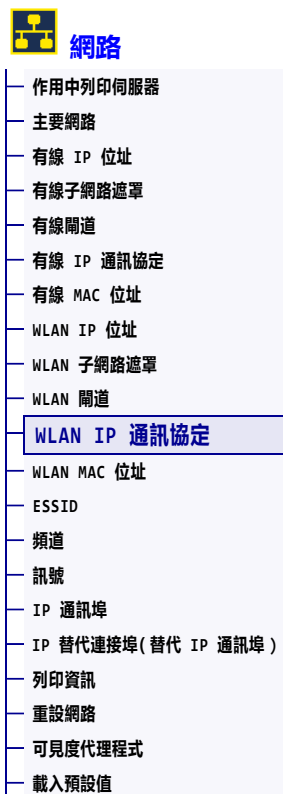 網路
作用中列印伺服器
主要網路
有線 IP 位址
有線子網路遮罩
有線閘道
有線 IP 通訊協定
有線 MAC 位址
WLAN IP 位址
WLAN 子網路遮罩
WLAN 閘道
WLAN IP 通訊協定
WLAN MAC 位址
ESSID
頻道
訊號
IP 通訊埠
IP 替代連接埠(替代 IP 通訊埠)
列印資訊
重設網路
可見度代理程式
載入預設值